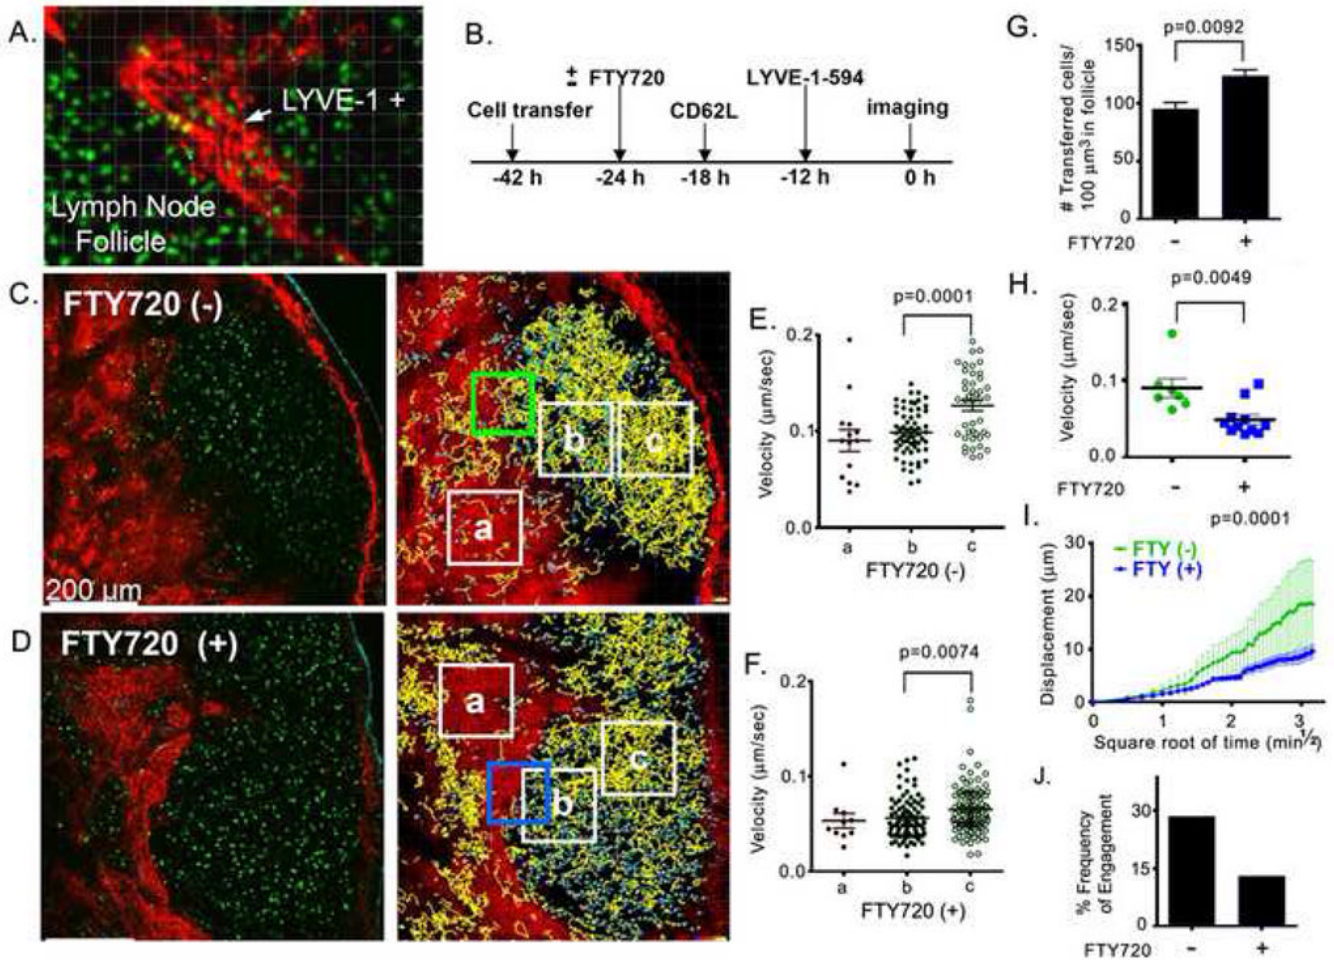 A.
LYVE-1 +
Lymph Node
Follicle
B.
± FTY720
LYVE-1-594
Cell transfer
CD62L
imaging
-42 h
-24 h
-18 h
-12 h
0 h
C.
FTY720 (-)
200 µm
a
b
c
D
FTY720 (+)
a
b
c
E.
p=0.0001
Velocity (µm/sec)
0.2
0.1
0.0
a
b
c
FTY720 (-)
F.
p=0.0074
Velocity (µm/sec)
0.2
0.1
0.0
a
b
c
FTY720 (+)
G.
p=0.0092
# Transferred cells/
100 µm³ in follicle
150
100
50
0
FTY720 - +
H.
p=0.0049
Velocity (µm/sec)
0.2
0.1
0.0
FTY720 - +
I.
p=0.0001
FTY (-)
FTY (+)
Displacement (µm)
30
20
10
0
0 1 2 3
Square root of time (min½)
J.
% Frequency
of Engagement
30
15
0
FTY720 - +